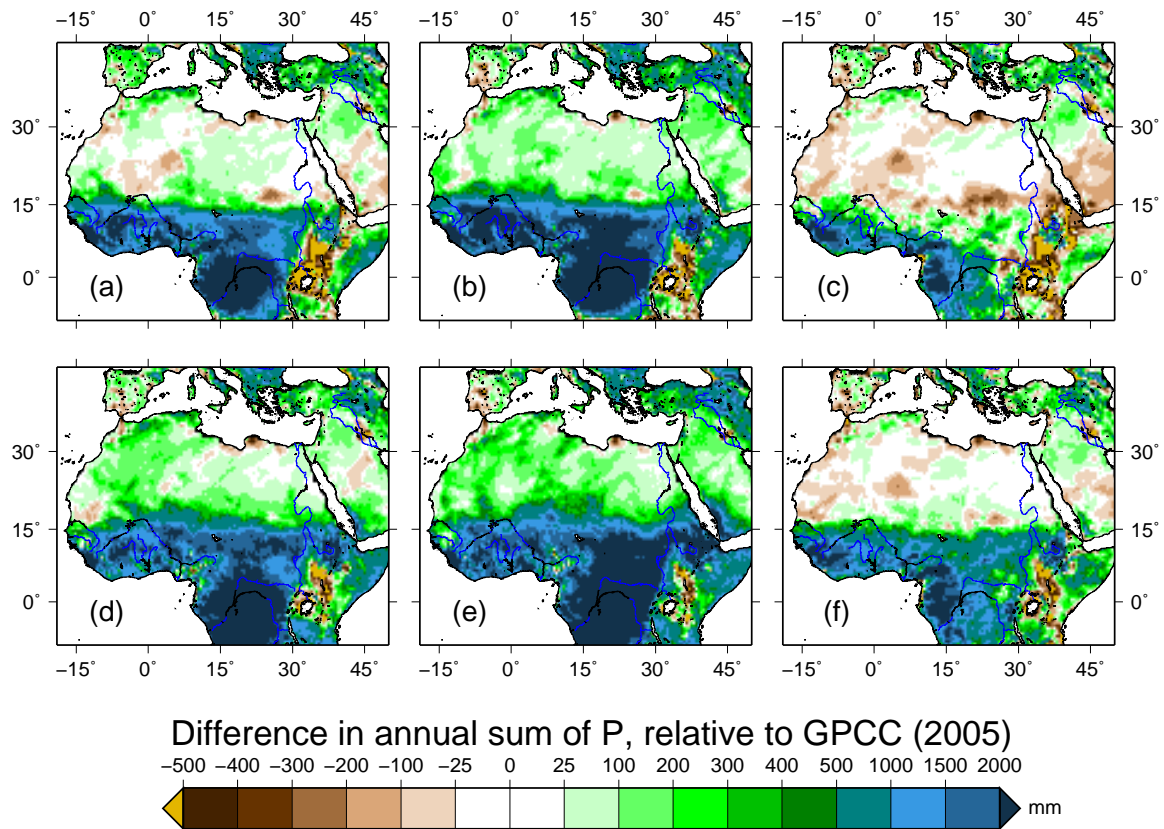 −15° 0° 15° 30° 45° −15° 0° 15° 30° 45° −15° 0° 15° 30° 45°
30° 30°
15° 15°
0° 0°
(a) (b) (c)
30° 30°
15° 15°
0° 0°
(d) (e) (f)
−15° 0° 15° 30° 45° −15° 0° 15° 30° 45° −15° 0° 15° 30° 45°
Difference in annual sum of P, relative to GPCC (2005)
−500 −400 −300 −200 −100 −25 0 25 100 200 300 400 500 1000 1500 2000
mm